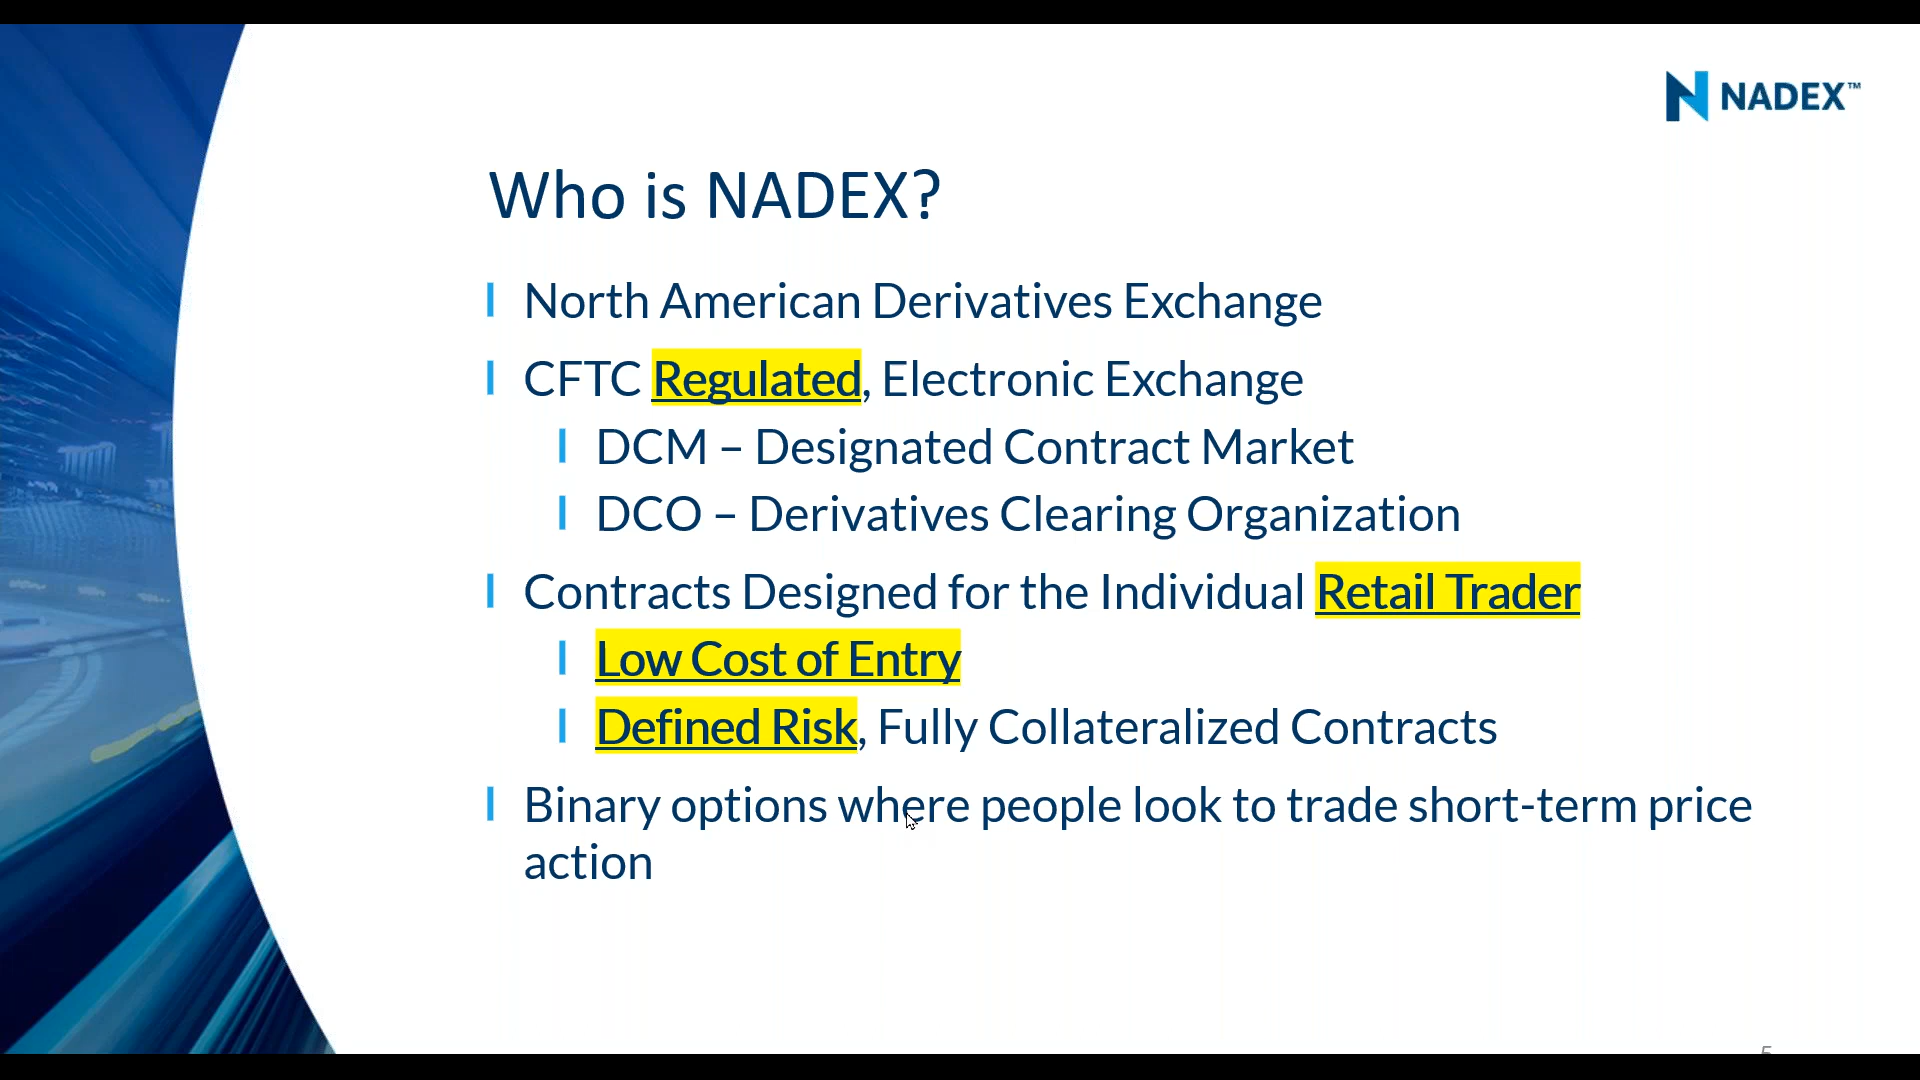 NADEX™
Who is NADEX?
North American Derivatives Exchange
CFTC Regulated, Electronic Exchange
DCM – Designated Contract Market
DCO – Derivatives Clearing Organization
Contracts Designed for the Individual Retail Trader
Low Cost of Entry
Defined Risk, Fully Collateralized Contracts
Binary options where people look to trade short-term price
action